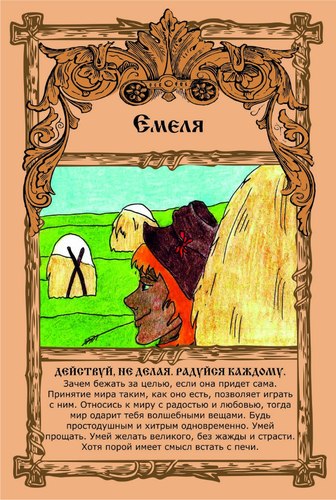 Емеля
ДЕЙСТВУЙ, НЕ ДЕЛАЯ. РАДУЙСЯ КАЖДОМУ.
Зачем бежать за целью, если она придет сама.
Принятие мира таким, как оно есть, позволяет играть
с ним. Относись к миру с радостью и любовью, тогда
мир одарит тебя волшебными вещами. Будь
простодушным и хитрым одновременно. Умей
прощать. Умей желать великого, без жажды и страсти.
Хотя порой имеет смысл встать с печи.